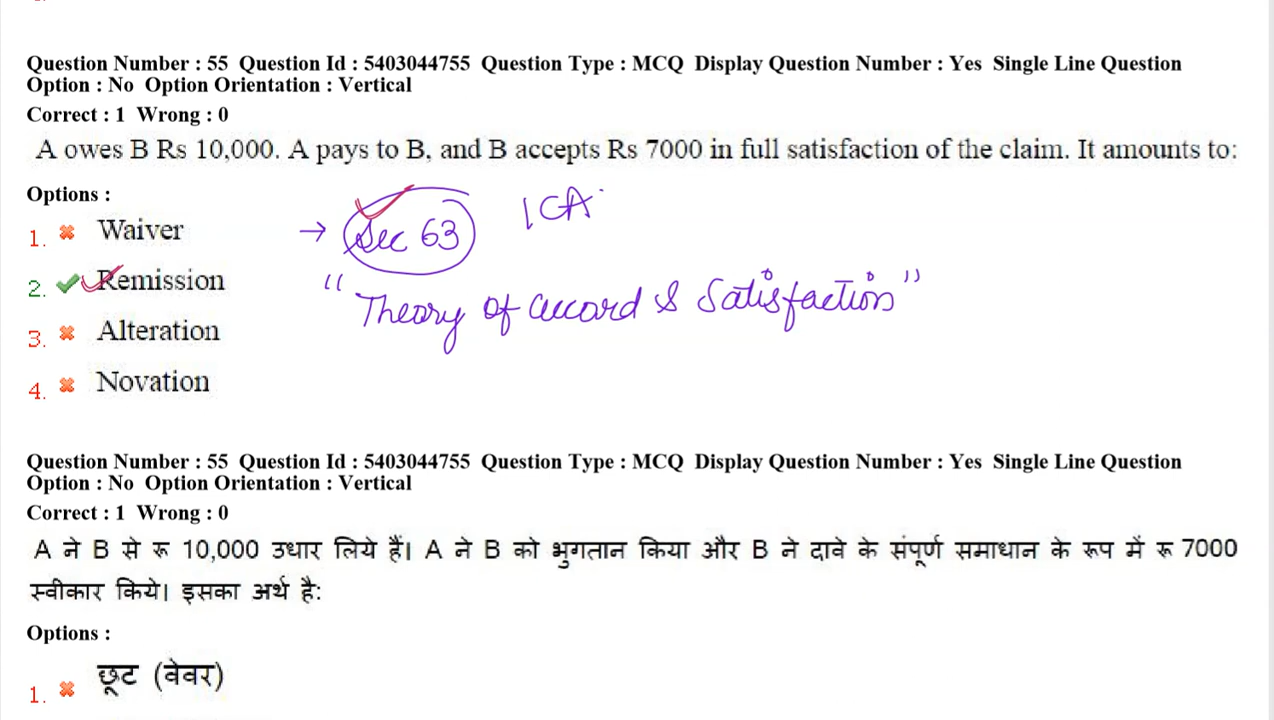 Question Number : 55 Question Id : 5403044755 Question Type : MCQ Display Question Number : Yes Single Line Question
Option : No Option Orientation : Vertical
Correct : 1 Wrong : 0
A owes B Rs 10,000. A pays to B, and B accepts Rs 7000 in full satisfaction of the claim. It amounts to:
Options :
1. Waiver
→ Sec 63 ICA
2. Remission
"Theory of accord & Satisfaction"
3. Alteration
4. Novation
Question Number : 55 Question Id : 5403044755 Question Type : MCQ Display Question Number : Yes Single Line Question
Option : No Option Orientation : Vertical
Correct : 1 Wrong : 0
A ने B से रू 10,000 उधार लिये हैं। A ने B को भुगतान किया और B ने दावे के संपूर्ण समाधान के रूप में रू 7000
स्वीकार किये। इसका अर्थ है:
Options :
1. छूट (वेवर)